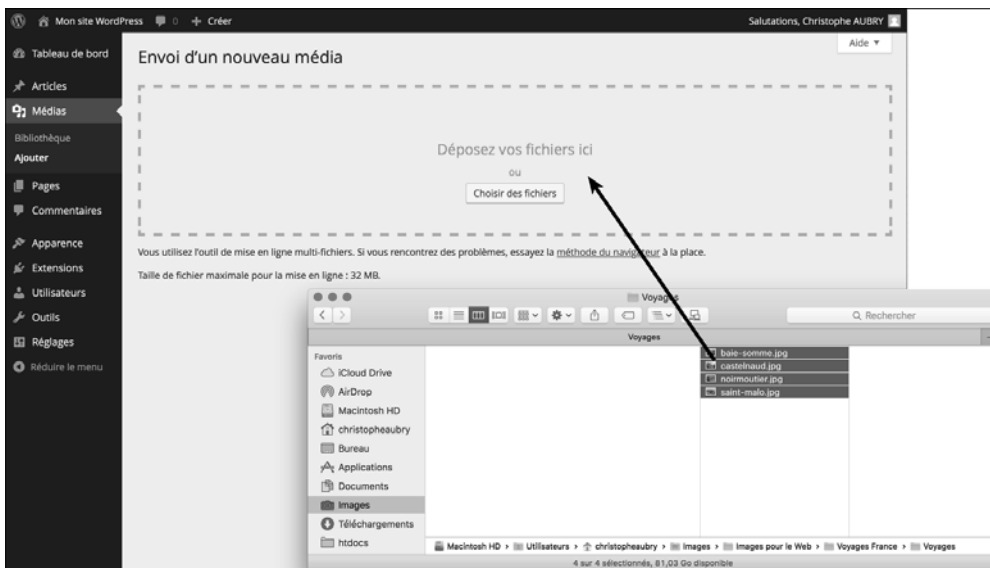 Mon site WordPress 0 + Créer
Salutations, Christophe AUBRY
Aide ▼
Tableau de bord
Articles
Médias
Bibliothèque
Ajouter
Pages
Commentaires
Apparence
Extensions
Utilisateurs
Outils
Réglages
Réduire le menu
Envoi d'un nouveau média
Déposez vos fichiers ici
ou
Choisir des fichiers
Vous utilisez l'outil de mise en ligne multi-fichiers. Si vous rencontrez des problèmes, essayez la méthode du navigateur à la place.
Taille de fichier maximale pour la mise en ligne : 32 MB.
Voyages
Rechercher
Voyages
Favoris
iCloud Drive
AirDrop
Macintosh HD
christopheaubry
Bureau
Applications
Documents
Images
Téléchargements
htdocs
baie-somme.jpg
castelnaud.jpg
noirmoutier.jpg
saint-malo.jpg
Macintosh HD › Utilisateurs › christopheaubry › Images › Images pour le Web › Voyages France › Voyages
4 sur 4 sélectionnés, 81,03 Go disponible